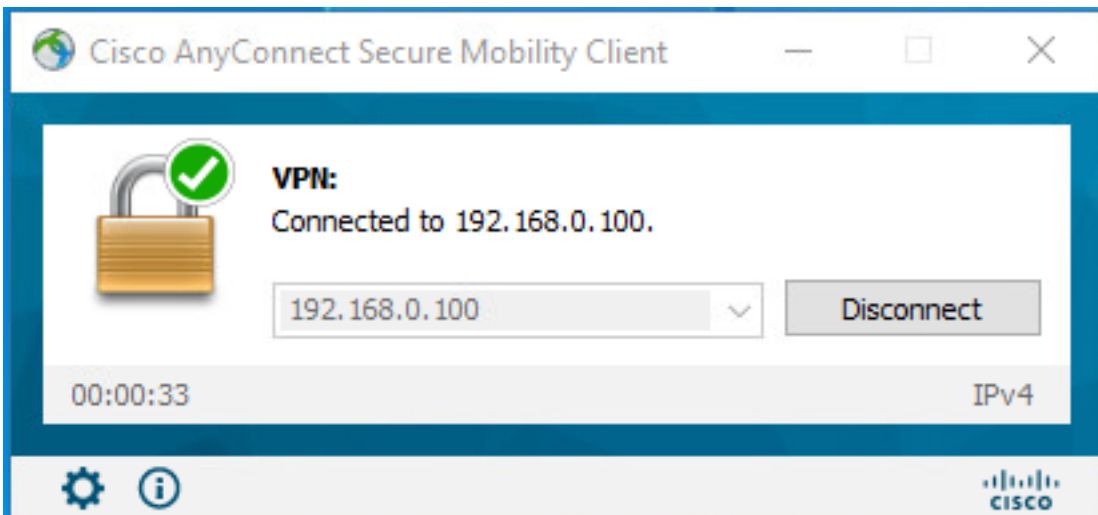 Cisco AnyConnect Secure Mobility Client
VPN:
Connected to 192.168.0.100.
192.168.0.100
Disconnect
00:00:33
IPv4
CISCO